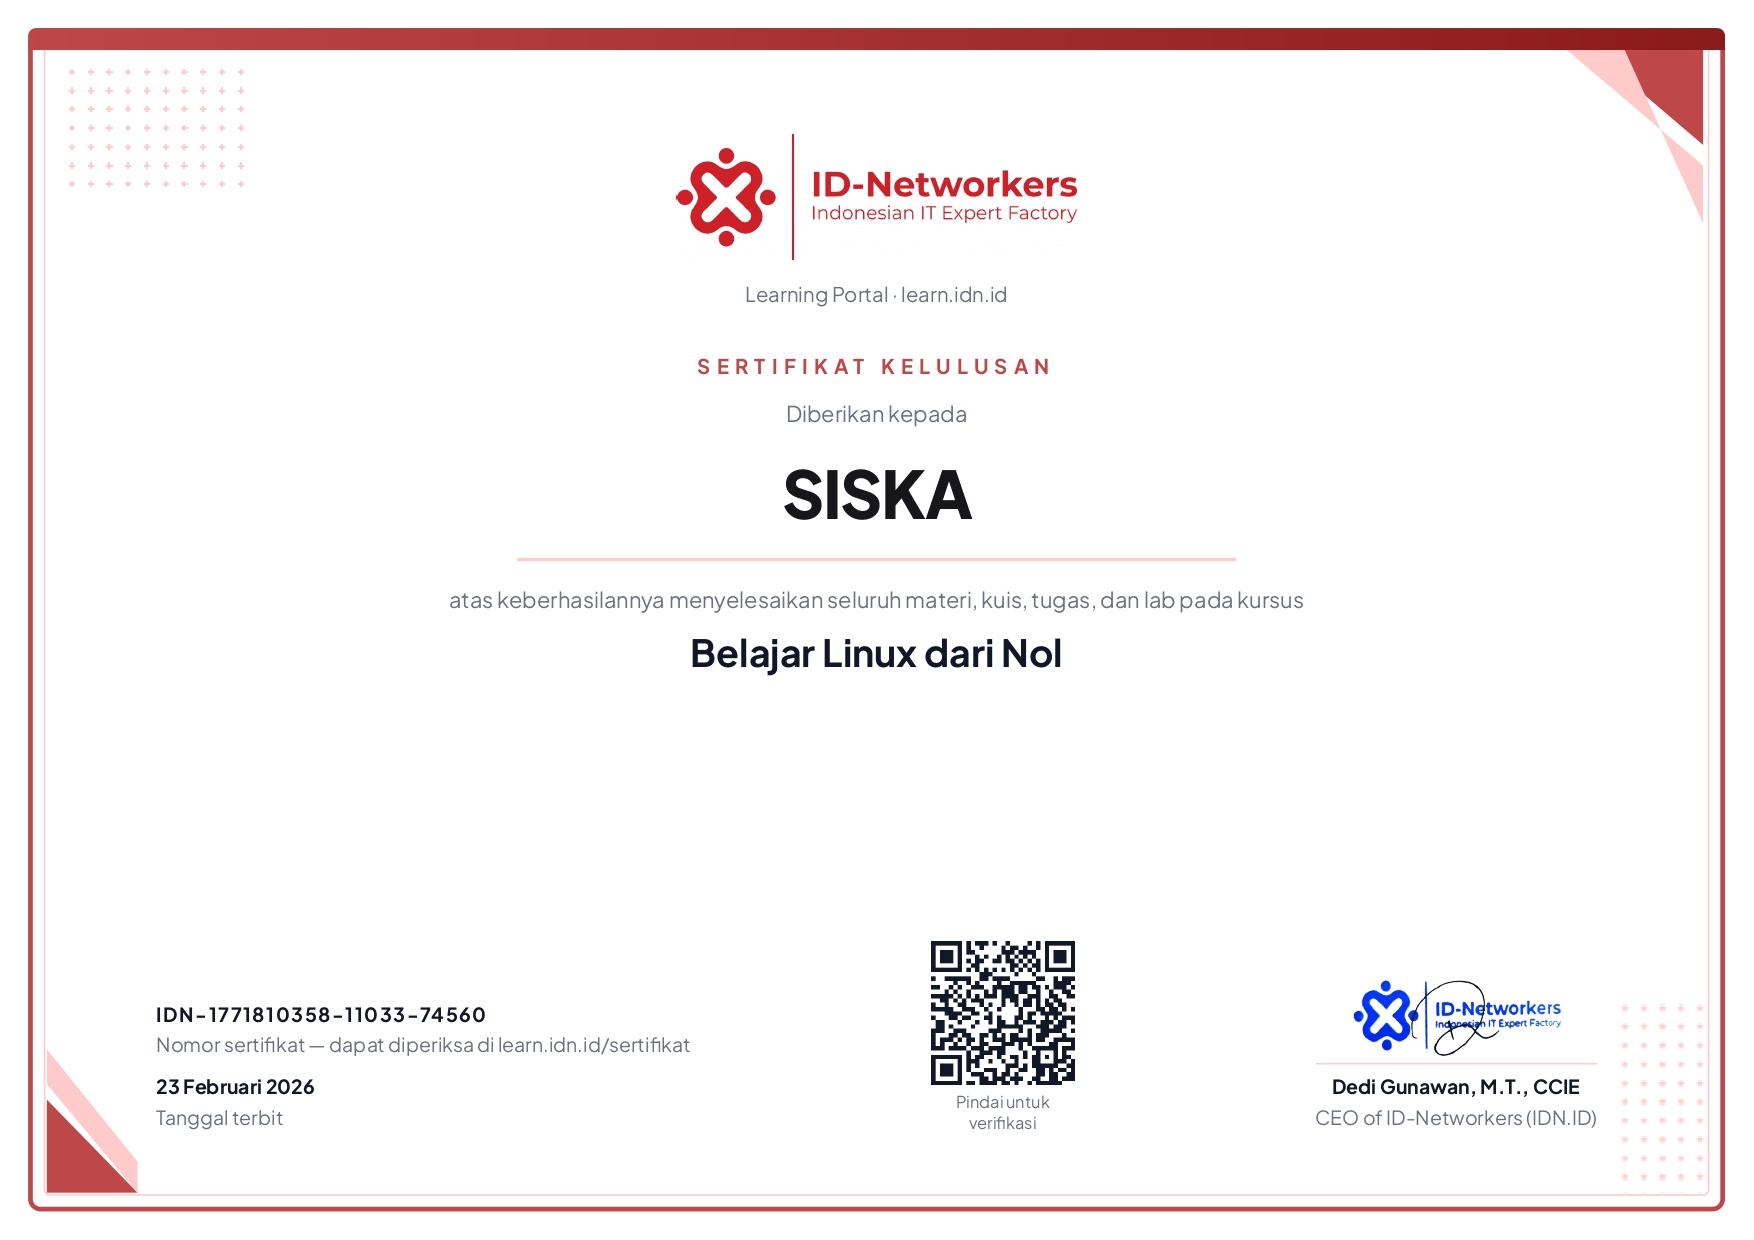 ID-Networkers
Indonesian IT Expert Factory
Learning Portal · learn.idn.id
SERTIFIKAT KELULUSAN
Diberikan kepada
SISKA
atas keberhasilannya menyelesaikan seluruh materi, kuis, tugas, dan lab pada kursus
Belajar Linux dari Nol
IDN-1771810358-11033-74560
Nomor sertifikat — dapat diperiksa di learn.idn.id/sertifikat
23 Februari 2026
Tanggal terbit
Pindai untuk
verifikasi
ID-Networkers
Indonesian IT Expert Factory
Dedi Gunawan, M.T., CCIE
CEO of ID-Networkers (IDN.ID)